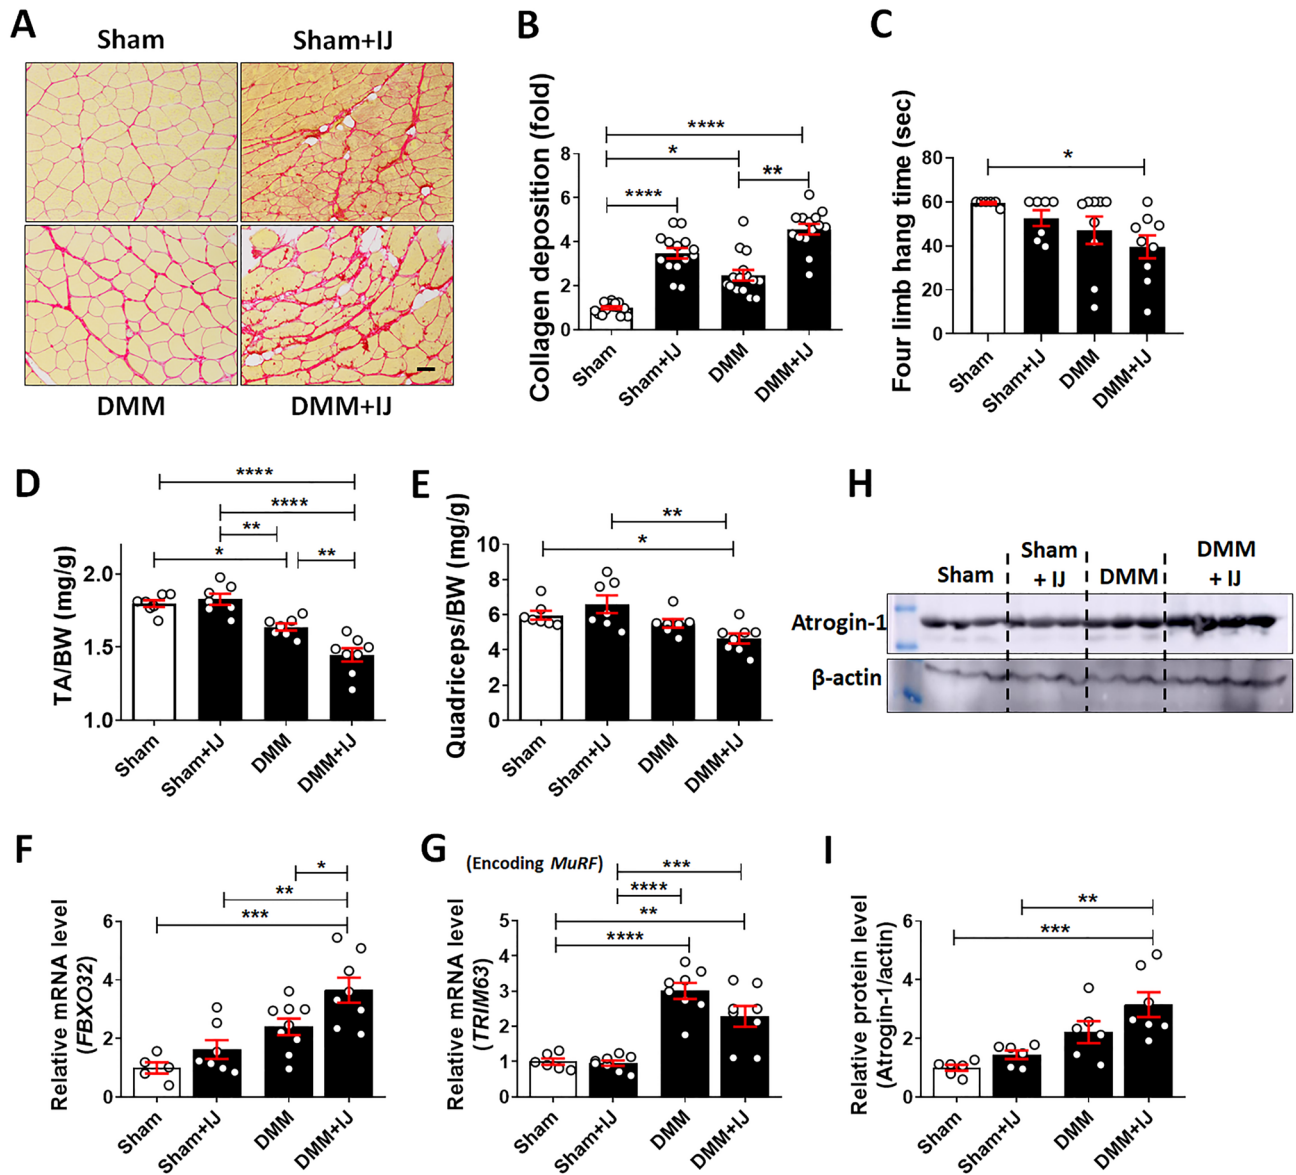 A
Sham
Sham+IJ
DMM
DMM+IJ
B
Collagen deposition (fold)
8
6
4
2
0
****
*
**
****
Sham
Sham+IJ
DMM
DMM+IJ
C
Four limb hang time (sec)
80
60
40
20
0
*
Sham
Sham+IJ
DMM
DMM+IJ
D
TA/BW (mg/g)
2.0
1.5
1.0
****
****
**
*
**
Sham
Sham+IJ
DMM
DMM+IJ
E
Quadriceps/BW (mg/g)
10
8
6
4
2
0
**
*
Sham
Sham+IJ
DMM
DMM+IJ
H
Sham
Sham
+ IJ
DMM
DMM
+ IJ
Atrogin-1
β-actin
F
Relative mRNA level
(FBXO32)
6
4
2
0
*
**
***
Sham
Sham+IJ
DMM
DMM+IJ
G
(Encoding MuRF)
Relative mRNA level
(TRIM63)
5
4
3
2
1
0
***
****
**
****
Sham
Sham+IJ
DMM
DMM+IJ
I
Relative protein level
(Atrogin-1/actin)
6
4
2
0
**
***
Sham
Sham+IJ
DMM
DMM+IJ